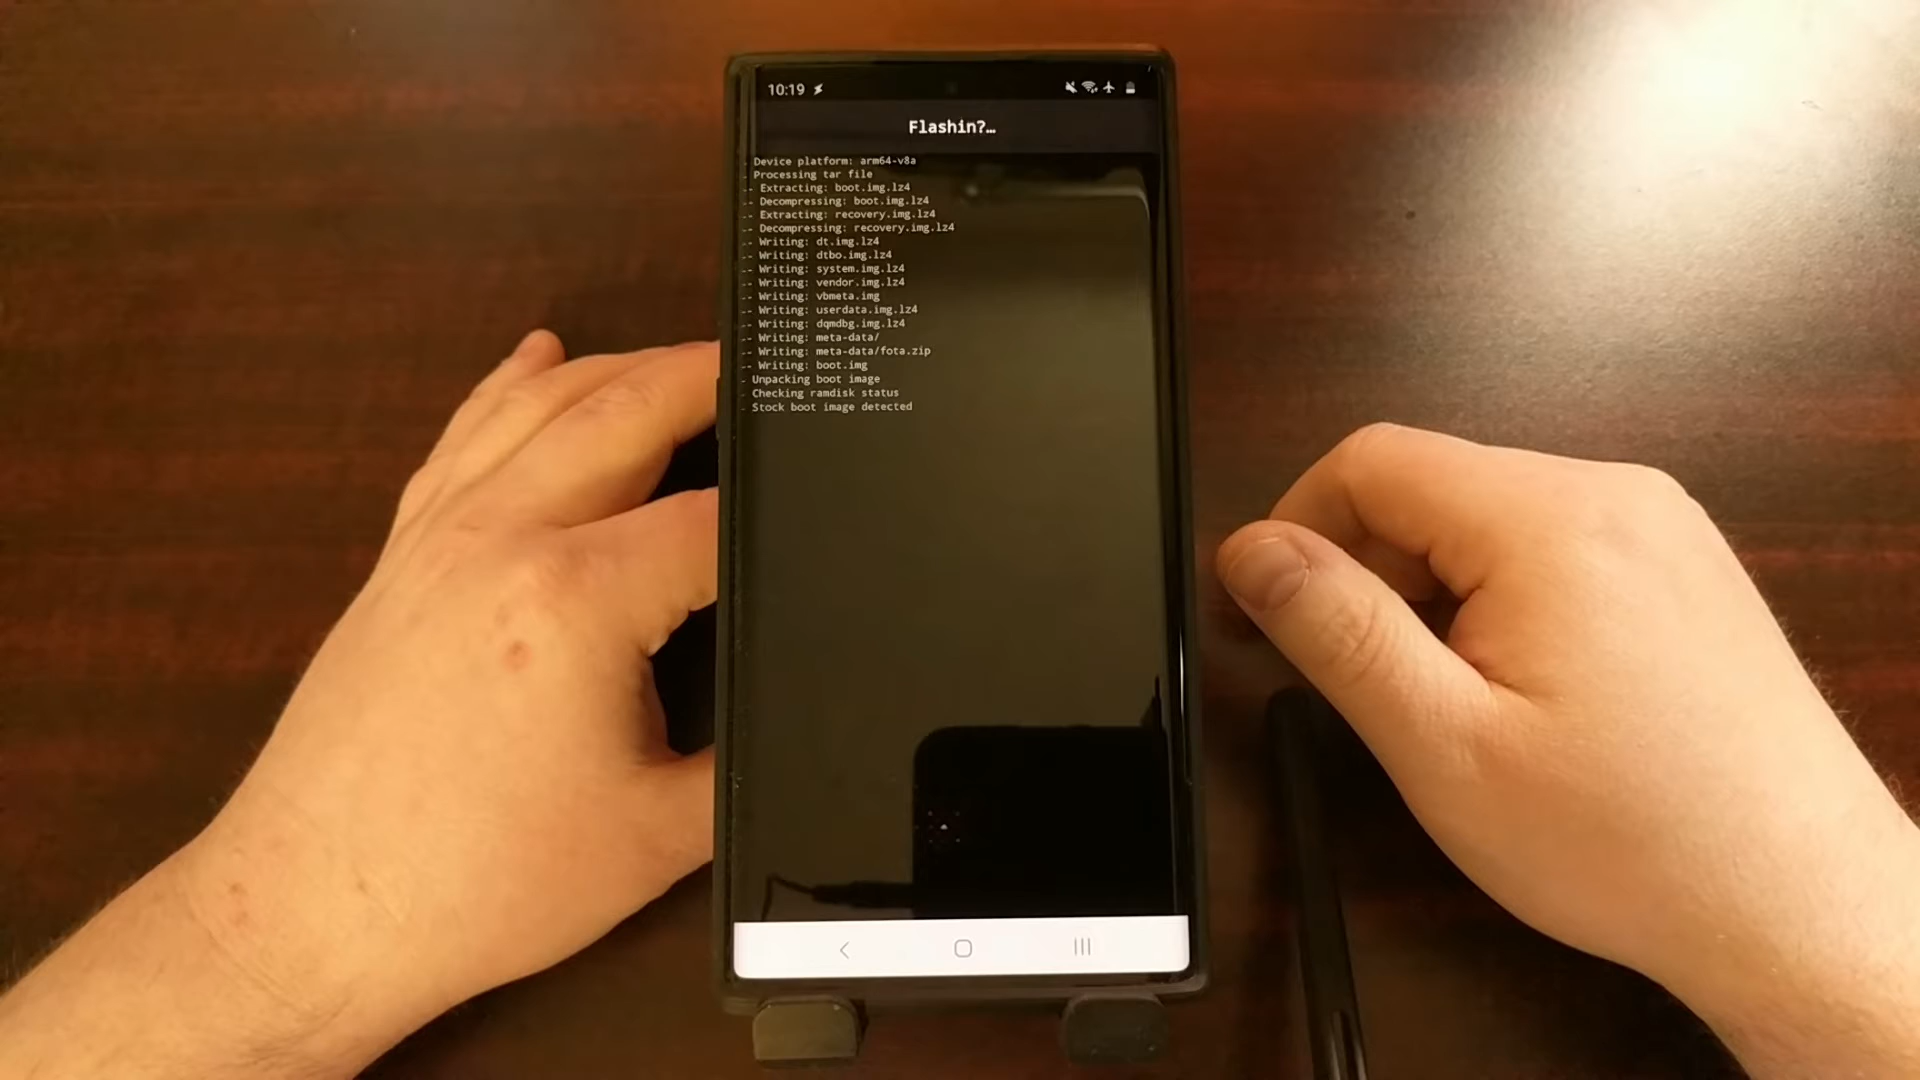 10:19
Flashin?…
- Device platform: arm64-v8a
- Processing tar file
-- Extracting: boot.img.lz4
-- Decompressing: boot.img.lz4
-- Extracting: recovery.img.lz4
-- Decompressing: recovery.img.lz4
-- Writing: dt.img.lz4
-- Writing: dtbo.img.lz4
-- Writing: system.img.lz4
-- Writing: vendor.img.lz4
-- Writing: vbmeta.img
-- Writing: userdata.img.lz4
-- Writing: dqmdbg.img.lz4
-- Writing: meta-data/
-- Writing: meta-data/fota.zip
-- Writing: boot.img
- Unpacking boot image
- Checking ramdisk status
- Stock boot image detected